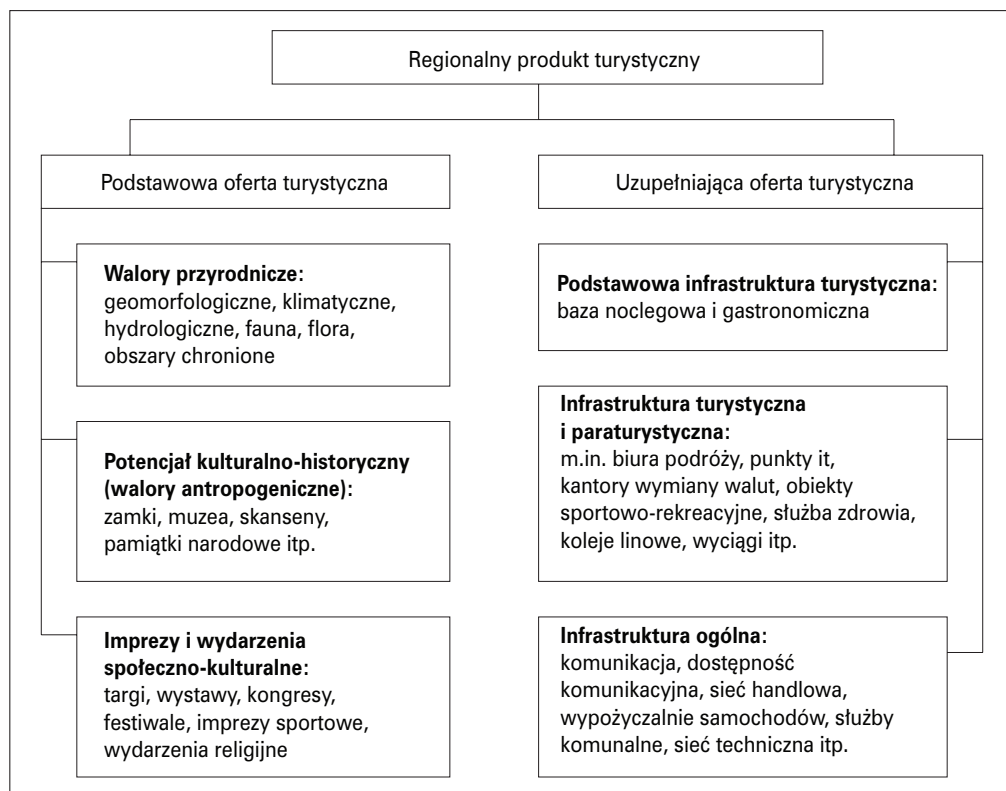 Regionalny produkt turystyczny
Podstawowa oferta turystyczna
Walory przyrodnicze:
geomorfologiczne, klimatyczne,
hydrologiczne, fauna, flora,
obszary chronione
Potencjał kulturalno-historyczny
(walory antropogeniczne):
zamki, muzea, skanseny,
pamiątki narodowe itp.
Imprezy i wydarzenia
społeczno-kulturalne:
targi, wystawy, kongresy,
festiwale, imprezy sportowe,
wydarzenia religijne
Uzupełniająca oferta turystyczna
Podstawowa infrastruktura turystyczna:
baza noclegowa i gastronomiczna
Infrastruktura turystyczna
i paraturystyczna:
m.in. biura podróży, punkty it,
kantory wymiany walut, obiekty
sportowo-rekreacyjne, służba zdrowia,
koleje linowe, wyciągi itp.
Infrastruktura ogólna:
komunikacja, dostępność
komunikacyjna, sieć handlowa,
wypożyczalnie samochodów, służby
komunalne, sieć techniczna itp.